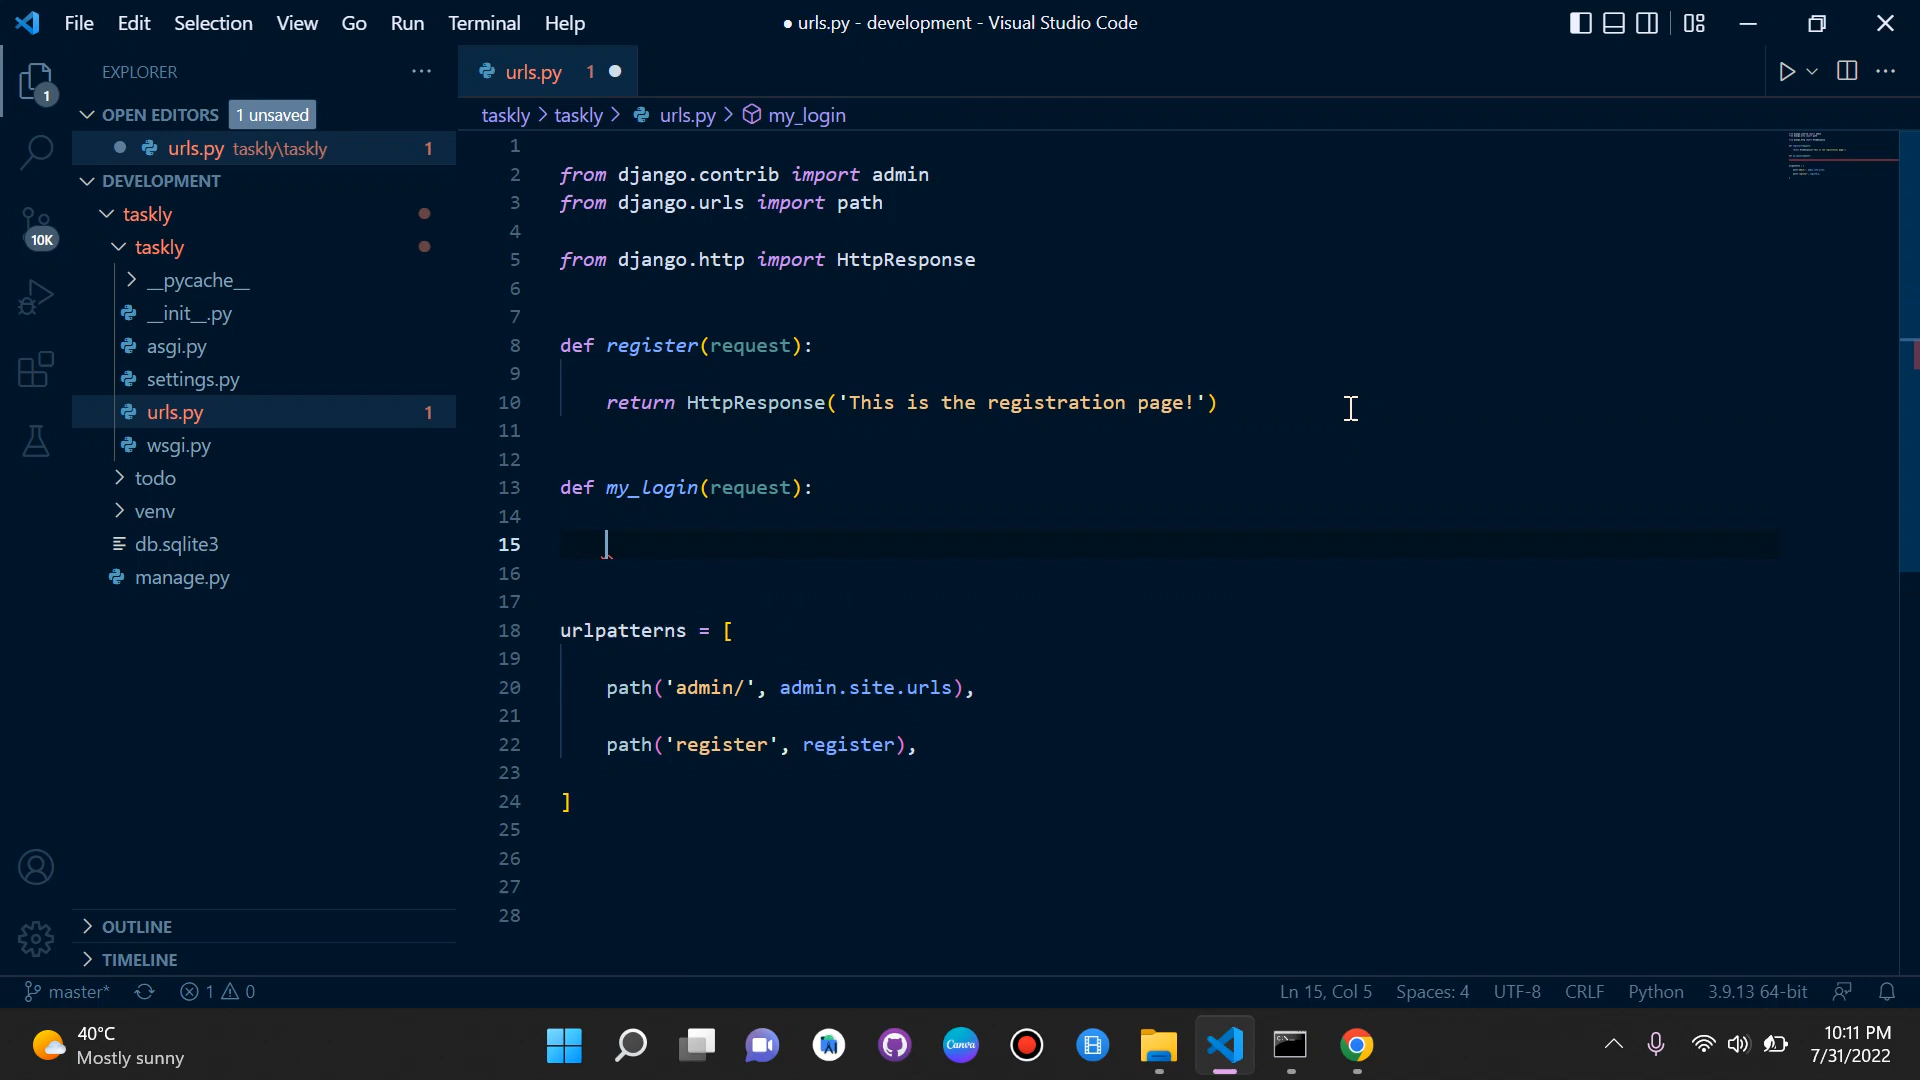 File Edit Selection View Go Run Terminal Help
● urls.py - development - Visual Studio Code
EXPLORER
urls.py 1
OPEN EDITORS 1 unsaved
taskly > taskly > urls.py > my_login
urls.py taskly\taskly 1
DEVELOPMENT
taskly
taskly
__pycache__
__init__.py
asgi.py
settings.py
urls.py 1
wsgi.py
todo
venv
db.sqlite3
manage.py
OUTLINE
TIMELINE
1
10K
1
2 from django.contrib import admin
3 from django.urls import path
4
5 from django.http import HttpResponse
6
7
8 def register(request):
9
10 return HttpResponse('This is the registration page!')
11
12
13 def my_login(request):
14
15
16
17
18 urlpatterns = [
19
20 path('admin/', admin.site.urls),
21
22 path('register', register),
23
24 ]
25
26
27
28
master* 1 0
Ln 15, Col 5 Spaces: 4 UTF-8 CRLF Python 3.9.13 64-bit
40°C
Mostly sunny
Canva
10:11 PM
7/31/2022